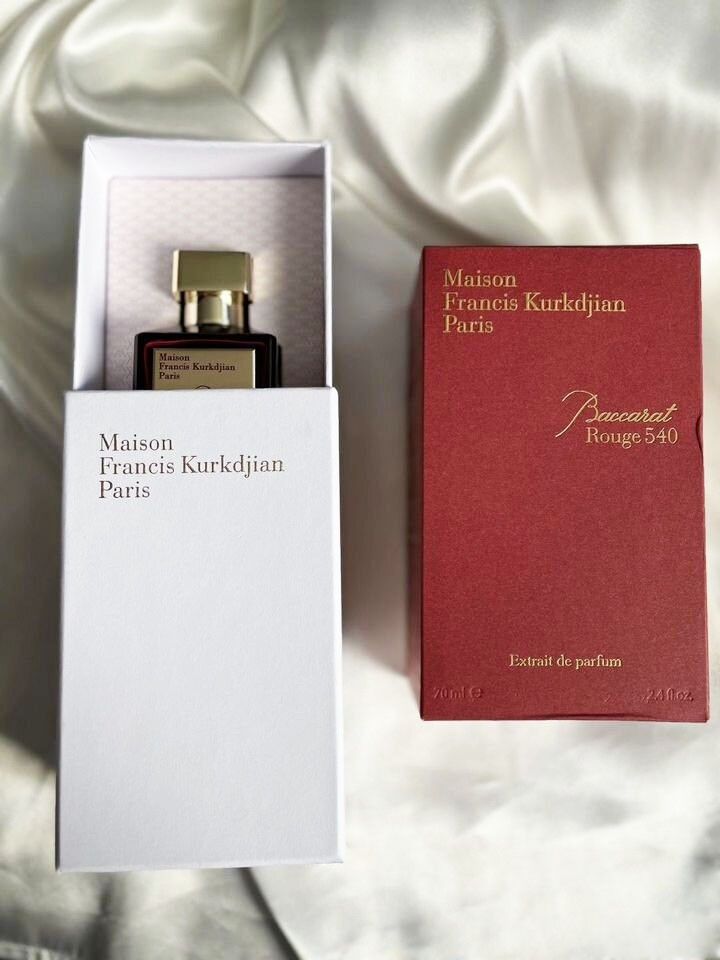 Maison
Francis Kurkdjian
Paris
Maison
Francis Kurkdjian
Paris
Maison
Francis Kurkdjian
Paris
Baccarat
Rouge 540
Extrait de parfum
70 ml ℮ 2.4 fl.oz.